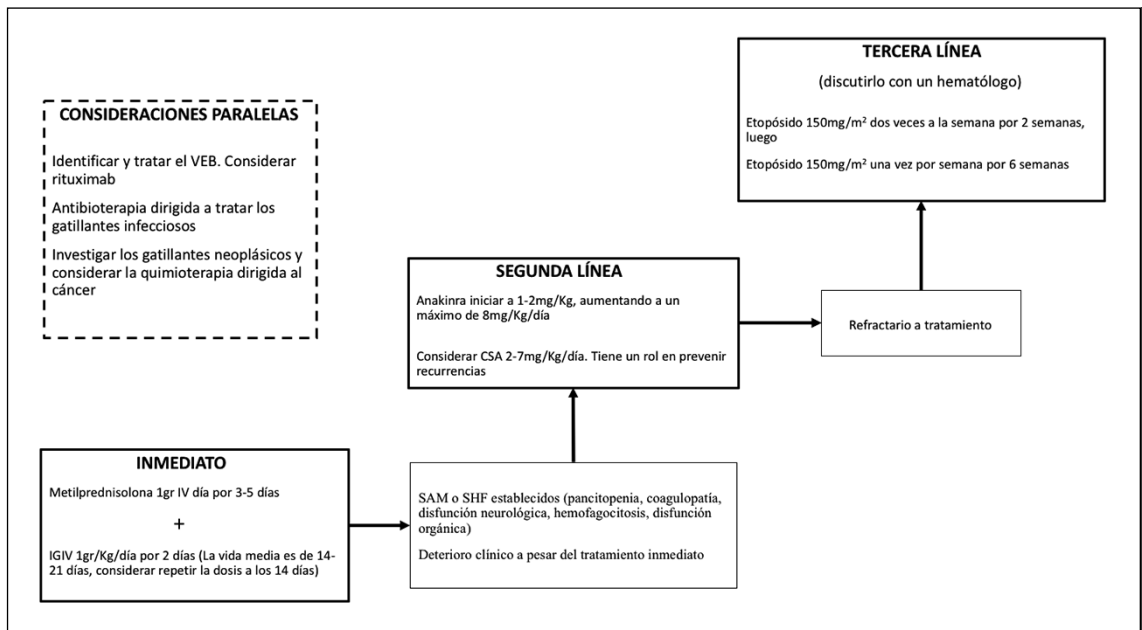 CONSIDERACIONES PARALELAS
Identificar y tratar el VEB. Considerar
rituximab
Antibioterapia dirigida a tratar los
gatillantes infecciosos
Investigar los gatillantes neoplásicos y
considerar la quimioterapia dirigida al
cáncer
INMEDIATO
Metilprednisolona 1gr IV día por 3-5 días
+
IGIV 1gr/Kg/día por 2 días (La vida media es de 14-
21 días, considerar repetir la dosis a los 14 días)
SAM o SHF establecidos (pancitopenia, coagulopatía,
disfunción neurológica, hemofagocitosis, disfunción
orgánica)
Deterioro clínico a pesar del tratamiento inmediato
SEGUNDA LÍNEA
Anakinra iniciar a 1-2mg/Kg, aumentando a un
máximo de 8mg/Kg/día
Considerar CSA 2-7mg/Kg/día. Tiene un rol en prevenir
recurrencias
Refractario a tratamiento
TERCERA LÍNEA
(discutirlo con un hematólogo)
Etopósido 150mg/m² dos veces a la semana por 2 semanas,
luego
Etopósido 150mg/m² una vez por semana por 6 semanas